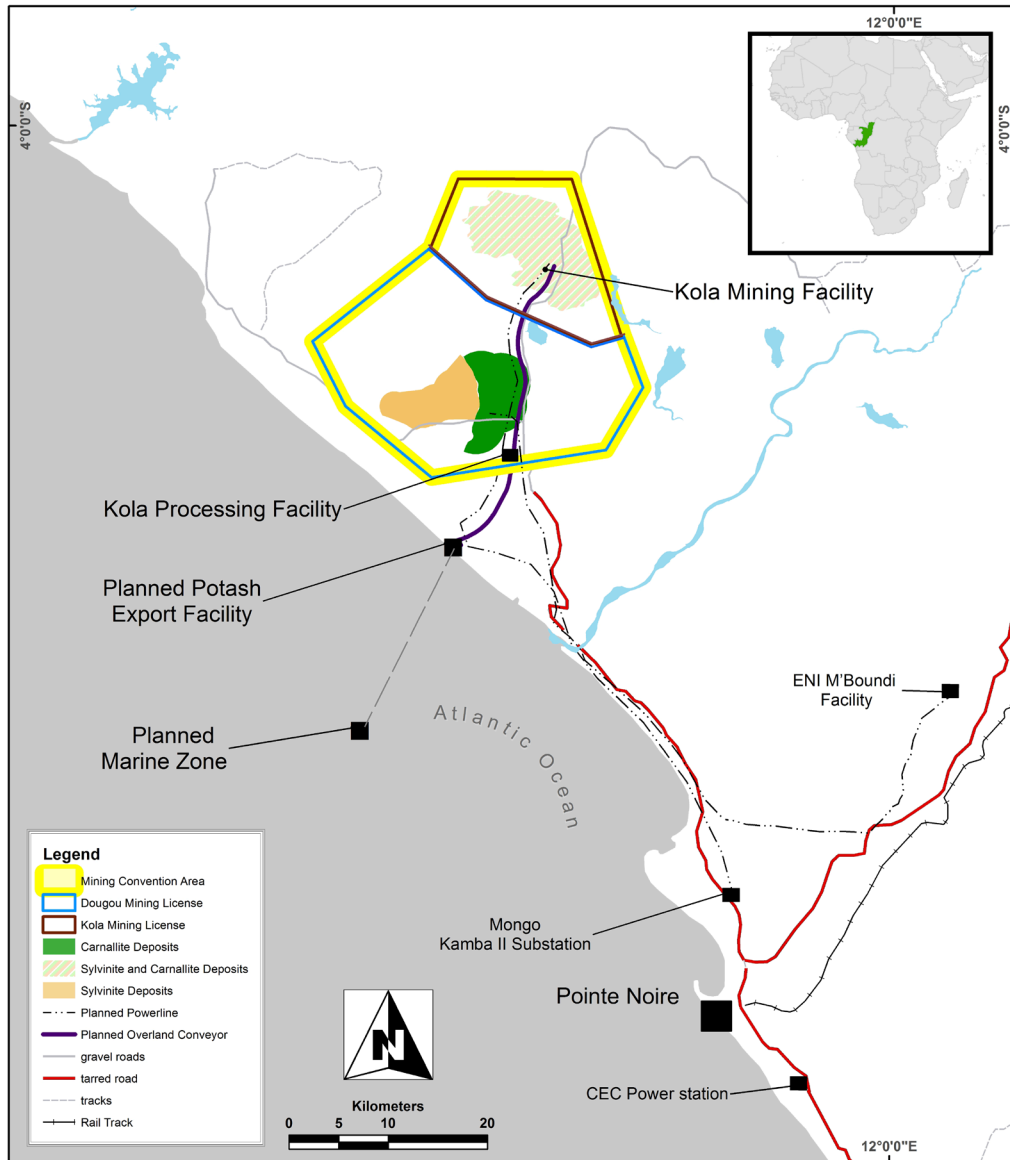 12°0'0"E
4°0'0"S
4°0'0"S
Kola Mining Facility
Kola Processing Facility
Planned Potash
Export Facility
ENI M'Boundi
Facility
Planned
Marine Zone
Atlantic Ocean
Mongo
Kamba II Substation
Pointe Noire
CEC Power station
Legend
Mining Convention Area
Dougou Mining License
Kola Mining License
Carnallite Deposits
Sylvinite and Carnallite Deposits
Sylvinite Deposits
Planned Powerline
Planned Overland Conveyor
gravel roads
tarred road
tracks
Rail Track
N
Kilometers
0 5 10 20
12°0'0"E